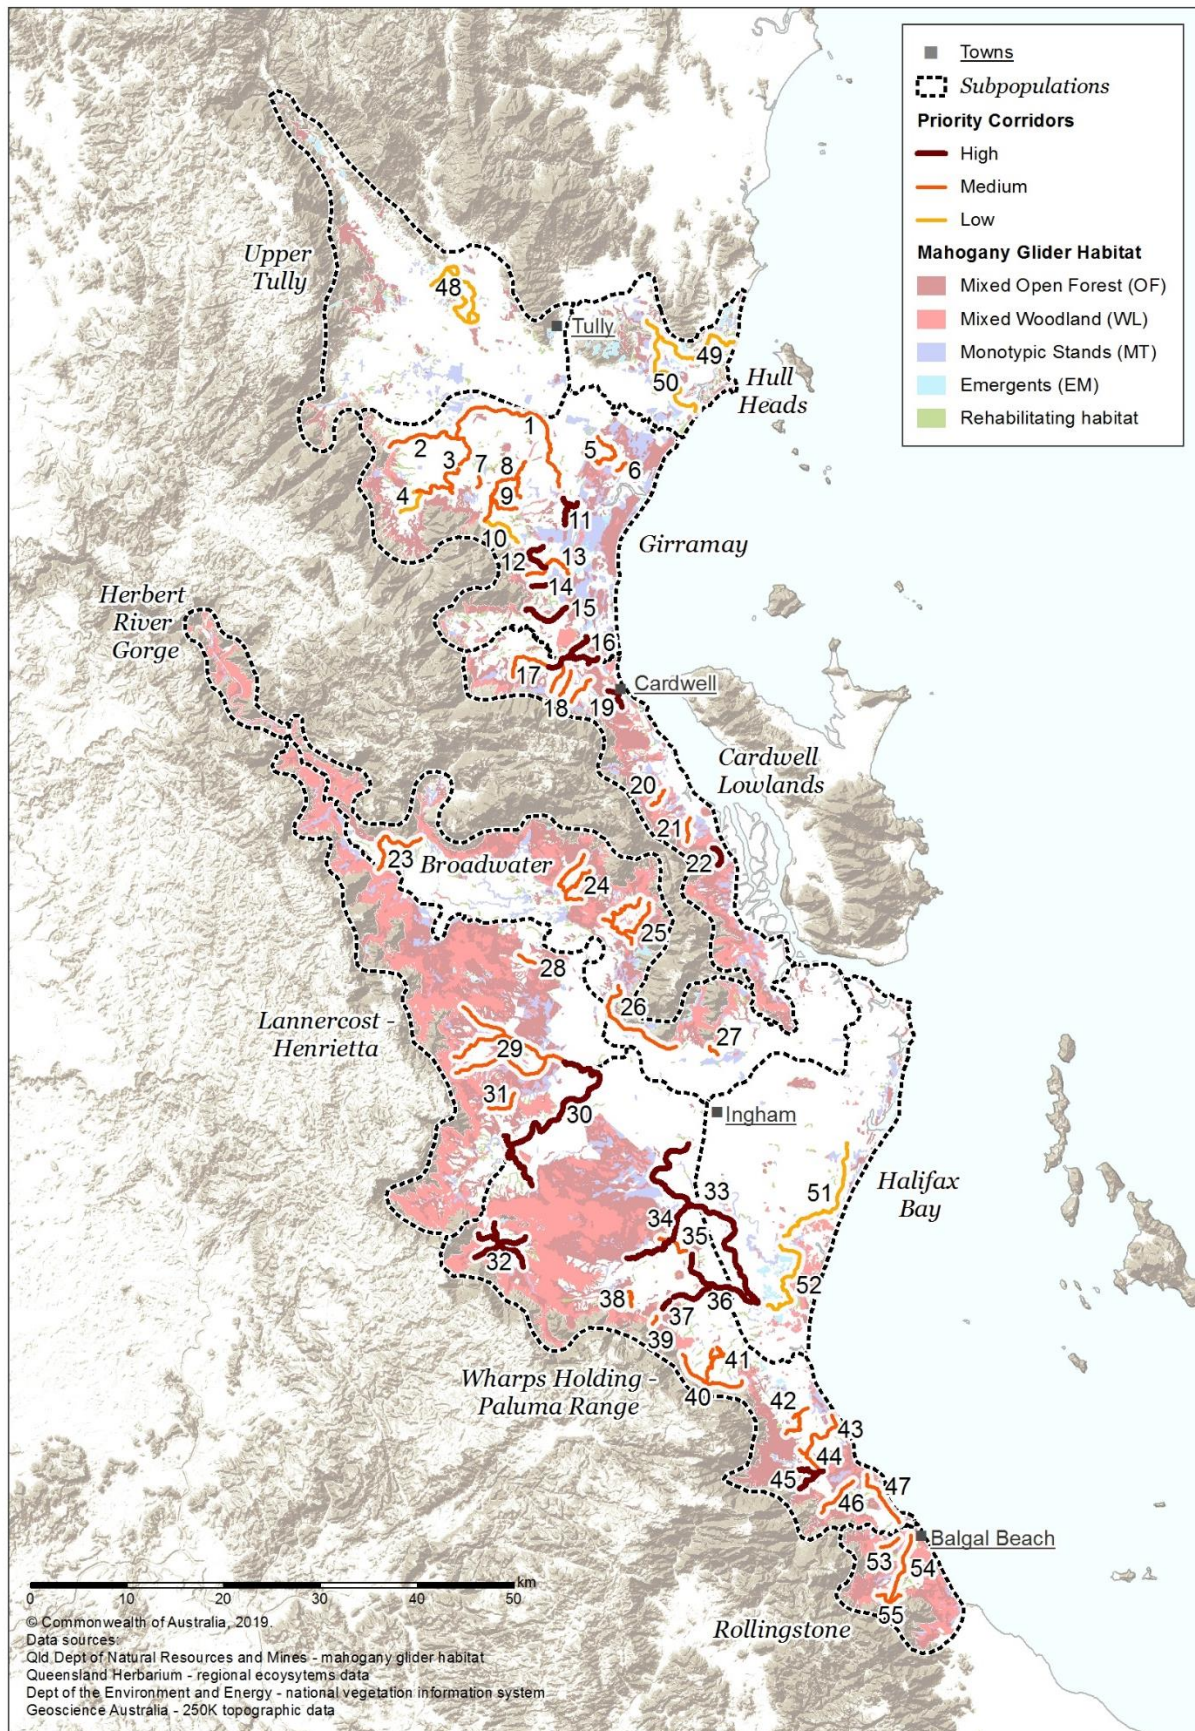 Towns
Subpopulations
Priority Corridors
High
Medium
Low
Mahogany Glider Habitat
Mixed Open Forest (OF)
Mixed Woodland (WL)
Monotypic Stands (MT)
Emergents (EM)
Rehabilitating habitat
Upper
Tully
48
Tully
49
50
Hull
Heads
1
2
3
7
8
5
6
4
9
11
10
Girramay
12
13
14
15
Herbert
River
Gorge
16
17
Cardwell
18
19
Cardwell
Lowlands
20
21
22
23
Broadwater
24
25
28
26
27
Lannercost -
Henrietta
29
31
30
Ingham
33
51
Halifax
Bay
34
35
32
52
38
37
36
39
41
Wharps Holding -
Paluma Range
40
42
43
44
45
46
47
Balgal Beach
53
54
55
Rollingstone
km
0
10
20
30
40
50
© Commonwealth of Australia, 2019.
Data sources:
Qld Dept of Natural Resources and Mines - mahogany glider habitat
Queensland Herbarium - regional ecosytems data
Dept of the Environment and Energy - national vegetation information system
Geoscience Australia - 250K topographic data